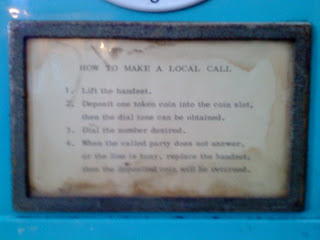 HOW TO MAKE A LOCAL CALL
1. Lift the handset.
2. Deposit one token coin into the coin slot,
then the dial tone can be obtained.
3. Dial the number desired.
4. When the called party does not answer,
or the line is busy, replace the handset,
then the deposited coin will be returned.